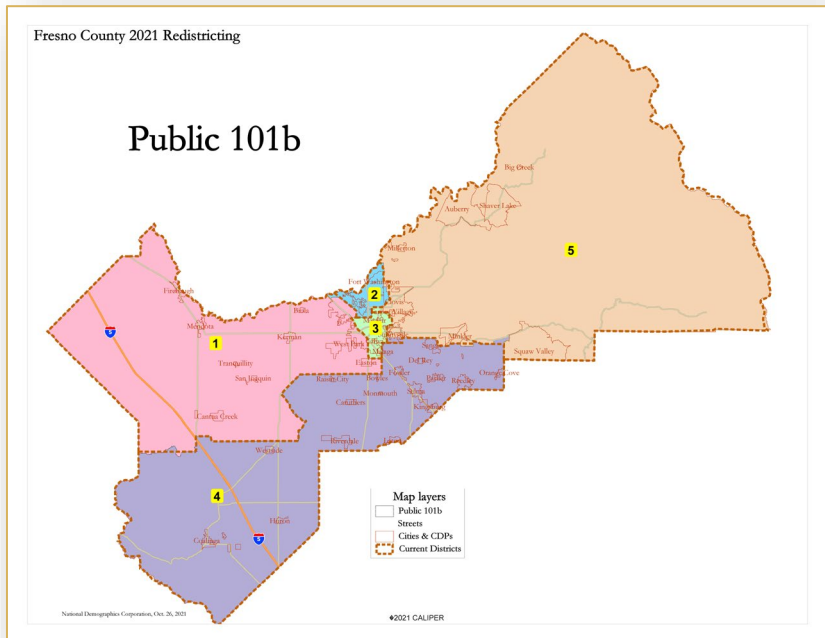 Fresno County 2021 Redistricting
Public 101b
Big Creek
Shaver Lake
Auberry
Millerton
5
Fort Washington
2
Firebaugh
Biola
Mendota
3
5
1
Kerman
West Park
Minkler
Squaw Valley
Tranquillity
Easton
Malaga
Del Rey
Fowler
San Joaquin
Raisin City
Bowles
Parlier
Reedley
Orange Cove
Monmouth
Selma
Caruthers
Kingsburg
Cantua Creek
Riverdale
Laton
Westside
4
Huron
5
Coalinga
Map layers
Public 101b
Streets
Cities & CDPs
Current Districts
National Demographics Corporation, Oct. 26, 2021
©2021 CALIPER